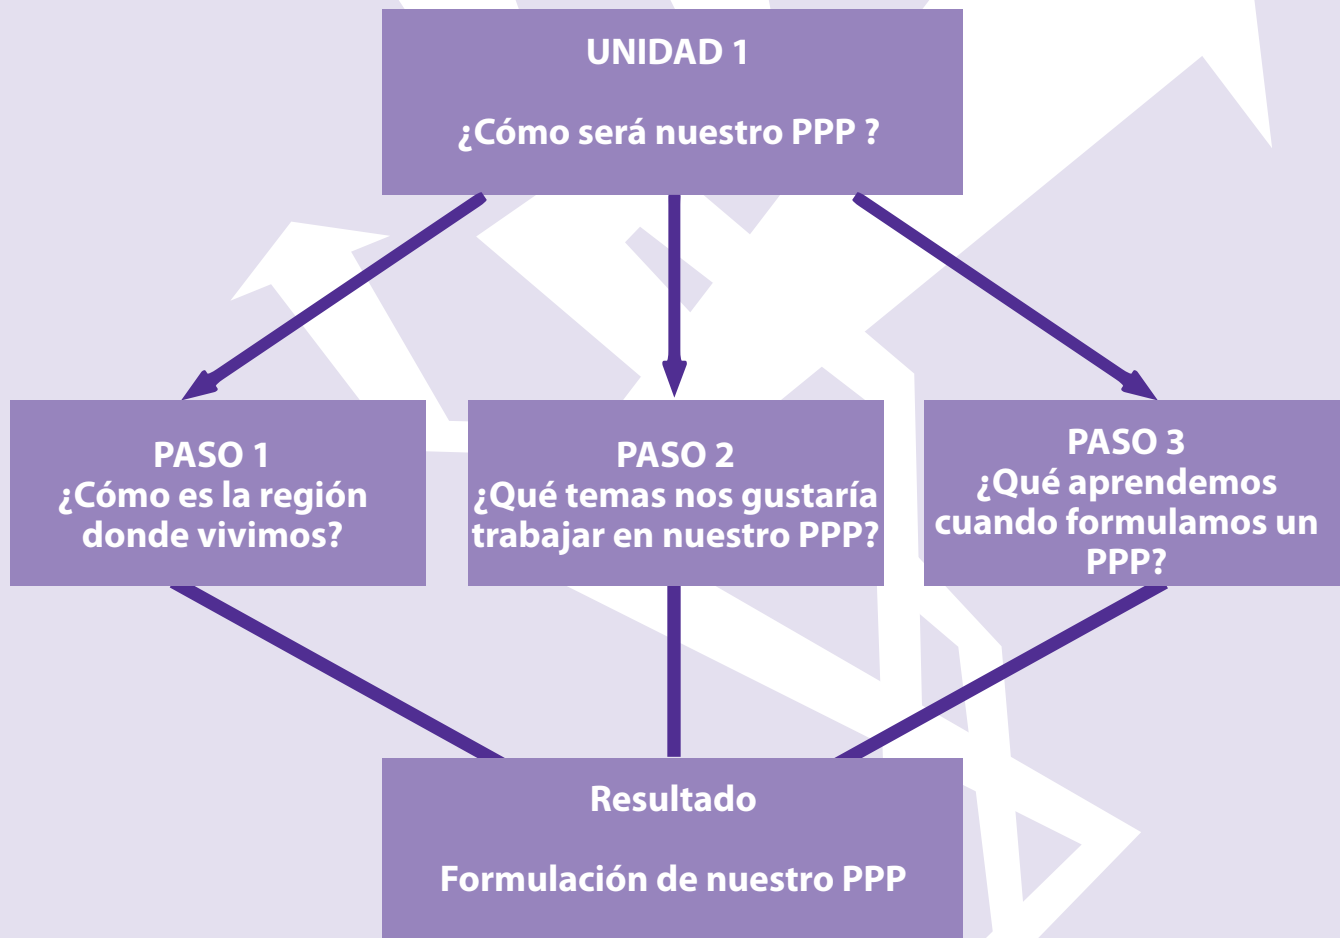 UNIDAD 1
¿Cómo será nuestro PPP ?
PASO 1
¿Cómo es la región
donde vivimos?
PASO 2
¿Qué temas nos gustaría
trabajar en nuestro PPP?
PASO 3
¿Qué aprendemos
cuando formulamos un
PPP?
Resultado
Formulación de nuestro PPP